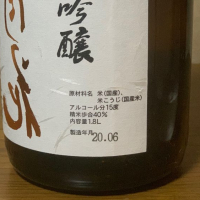 吟醸
原材料名 米(国産)、
米こうじ(国産米)
アルコール分15度
精米歩合40%
内容量1.8L
製造年月 20.06